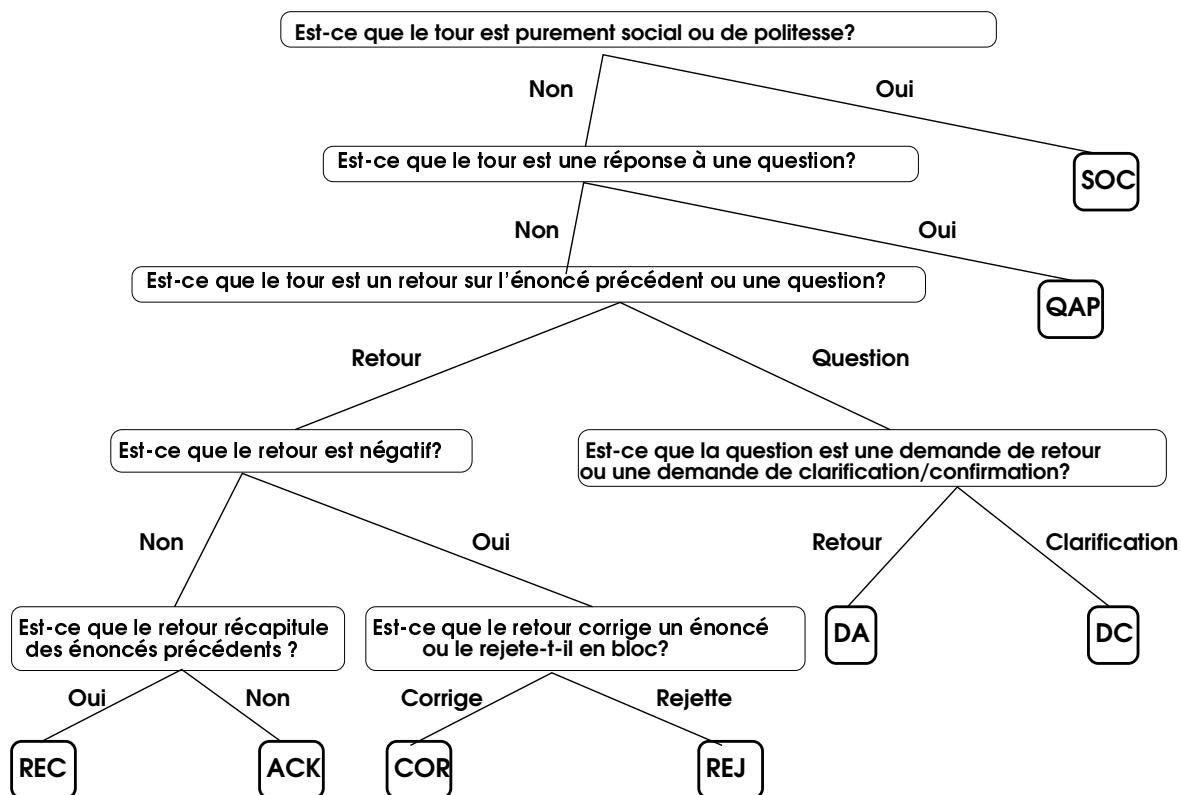 Est-ce que le tour est purement social ou de politesse?
Non
Oui
Est-ce que le tour est une réponse à une question?
SOC
Non
Oui
Est-ce que le tour est un retour sur l'énoncé précédent ou une question?
QAP
Retour
Question
Est-ce que le retour est négatif?
Est-ce que la question est une demande de retour
ou une demande de clarification/confirmation?
Non
Oui
Retour
Clarification
Est-ce que le retour récapitule
des énoncés précédents ?
Est-ce que le retour corrige un énoncé
ou le rejete-t-il en bloc?
DA
DC
Oui
Non
Corrige
Rejette
REC
ACK
COR
REJ